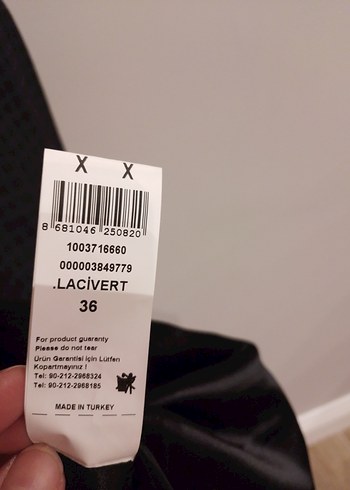 X X
8 681046 250820
1003716660
000003849779
.LACİVERT
36
For product guaranty
Please do not tear
Ürün Garantisi İçin Lütfen
Kopartmayınız !
Tel: 90-212-2968324
Tel: 90-212-2968185
MADE IN TURKEY